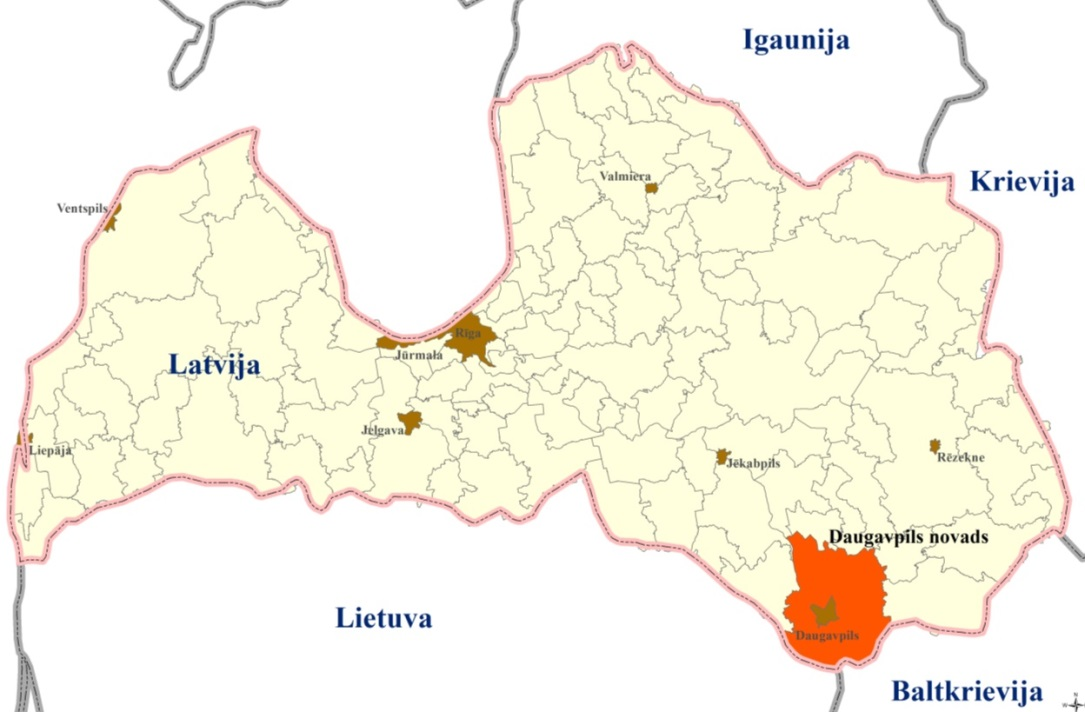 Igaunija
Krievija
Valmiera
Ventspils
Rīga
Jūrmala
Latvija
Jelgava
Liepāja
Jēkabpils
Rēzekne
Daugavpils novads
Lietuva
Daugavpils
Baltkrievija